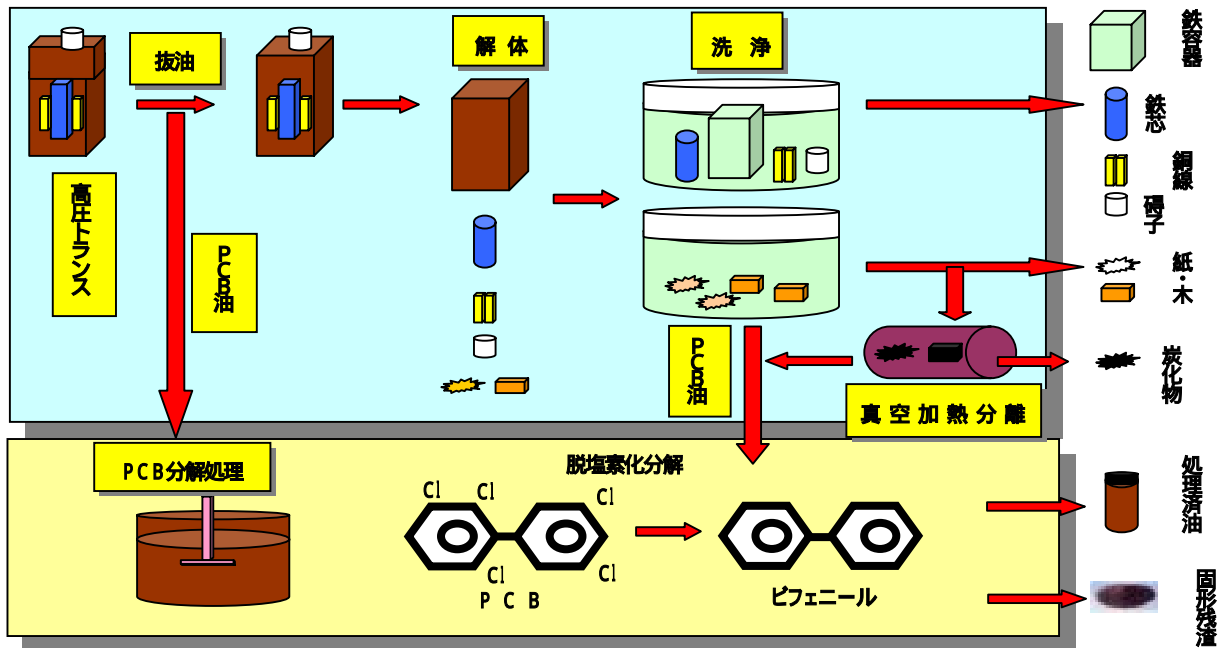 抜油
解体
洗浄
鉄容器
鉄芯
銅線
碍子
高圧トランス
PCB油
紙・木
PCB油
炭化物
真空加熱分離
PCB分解処理
脱塩素化分解
処理済油
Cl
Cl
Cl
Cl
Cl
PCB
ビフェニール
固形残渣